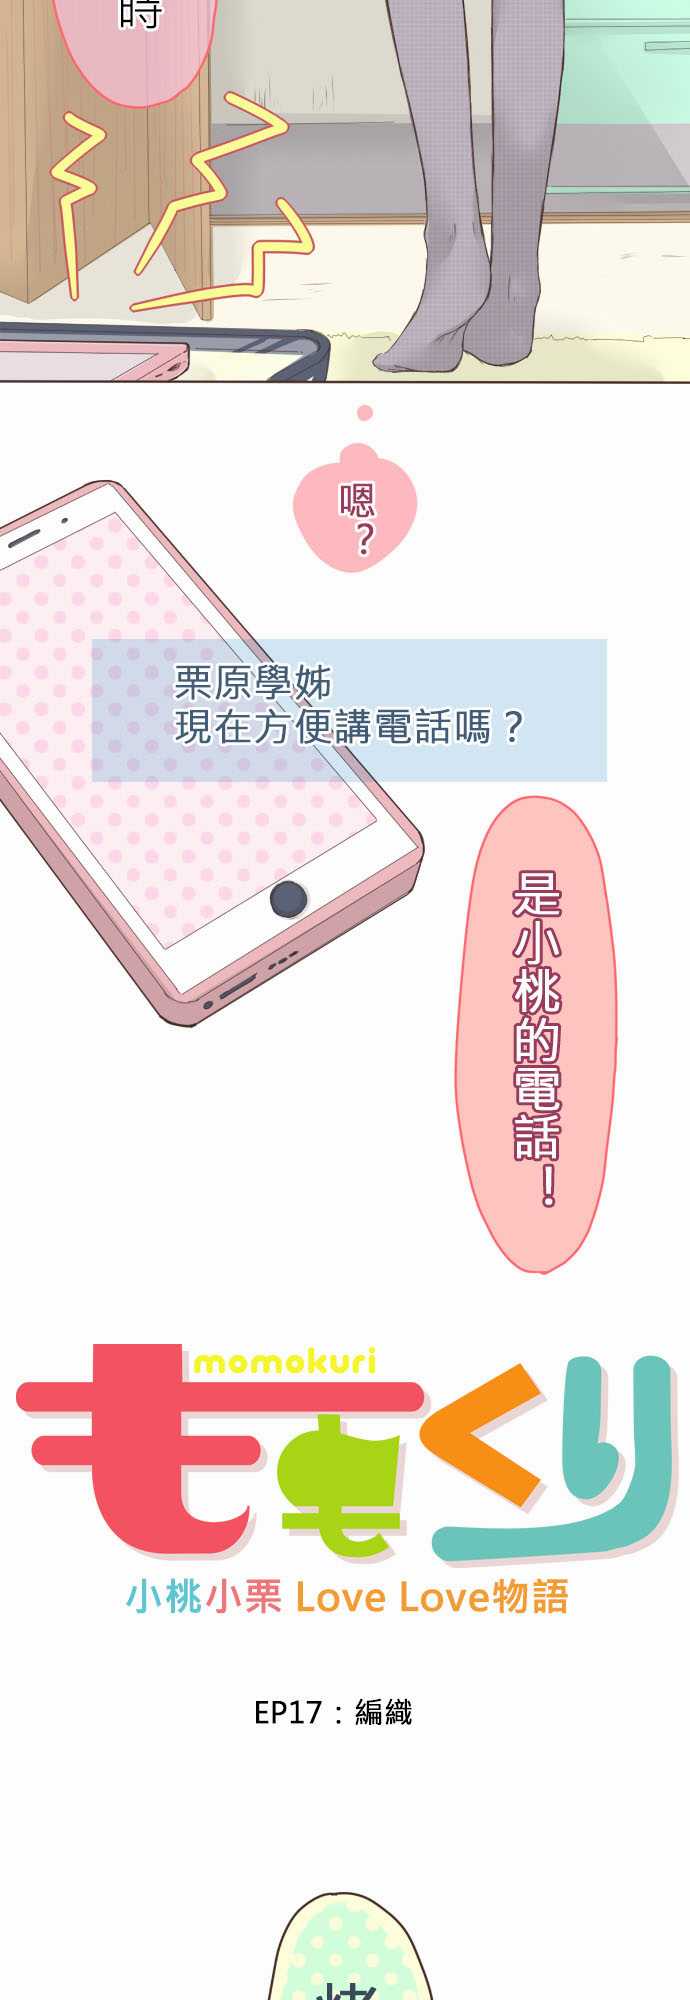 時
嗯？
栗原學姊
現在方便講電話嗎？
是小桃的電話！
momokuri
ももくり
小桃小栗 Love Love物語
EP17：編織